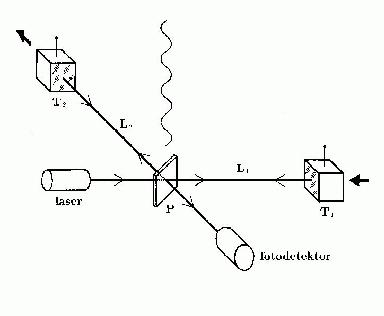 T₂
L₂
L₁
laser
P
T₁
fotodetektor